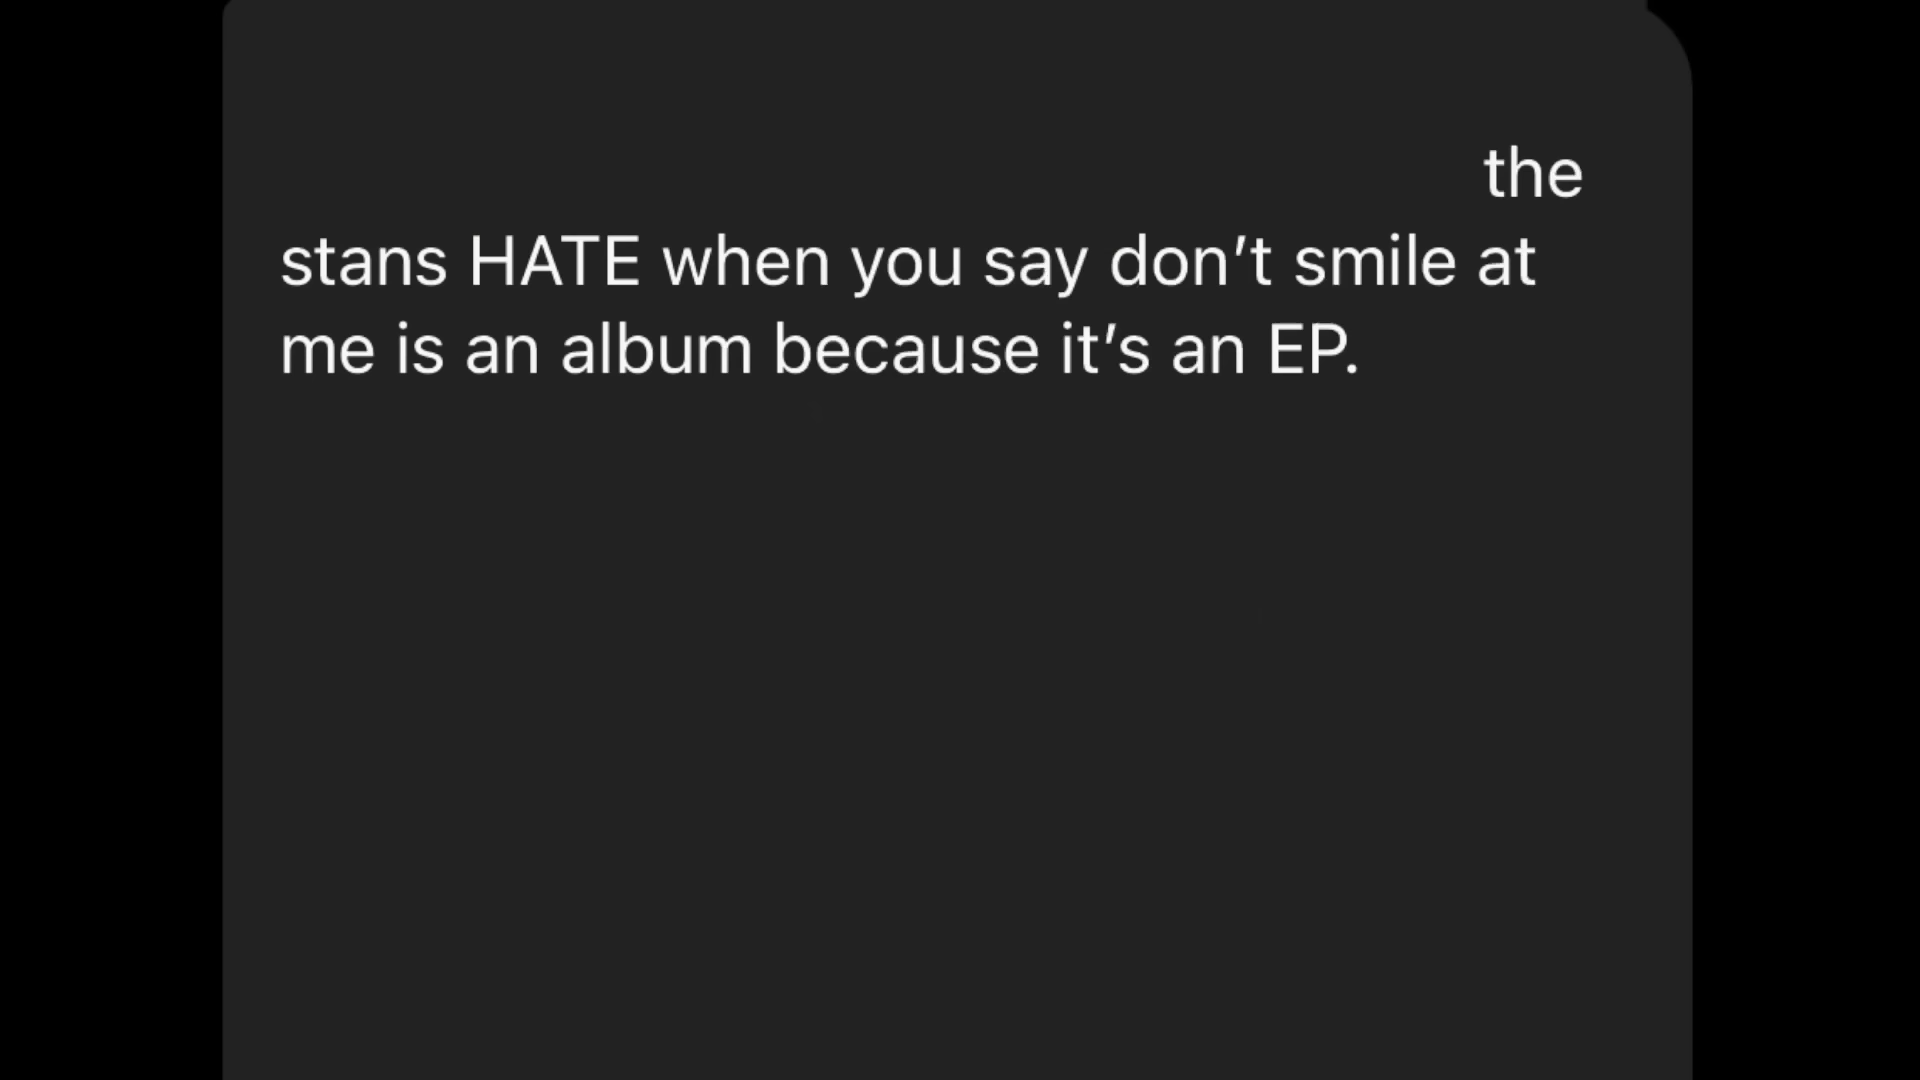 the
stans HATE when you say don’t smile at
me is an album because it’s an EP.